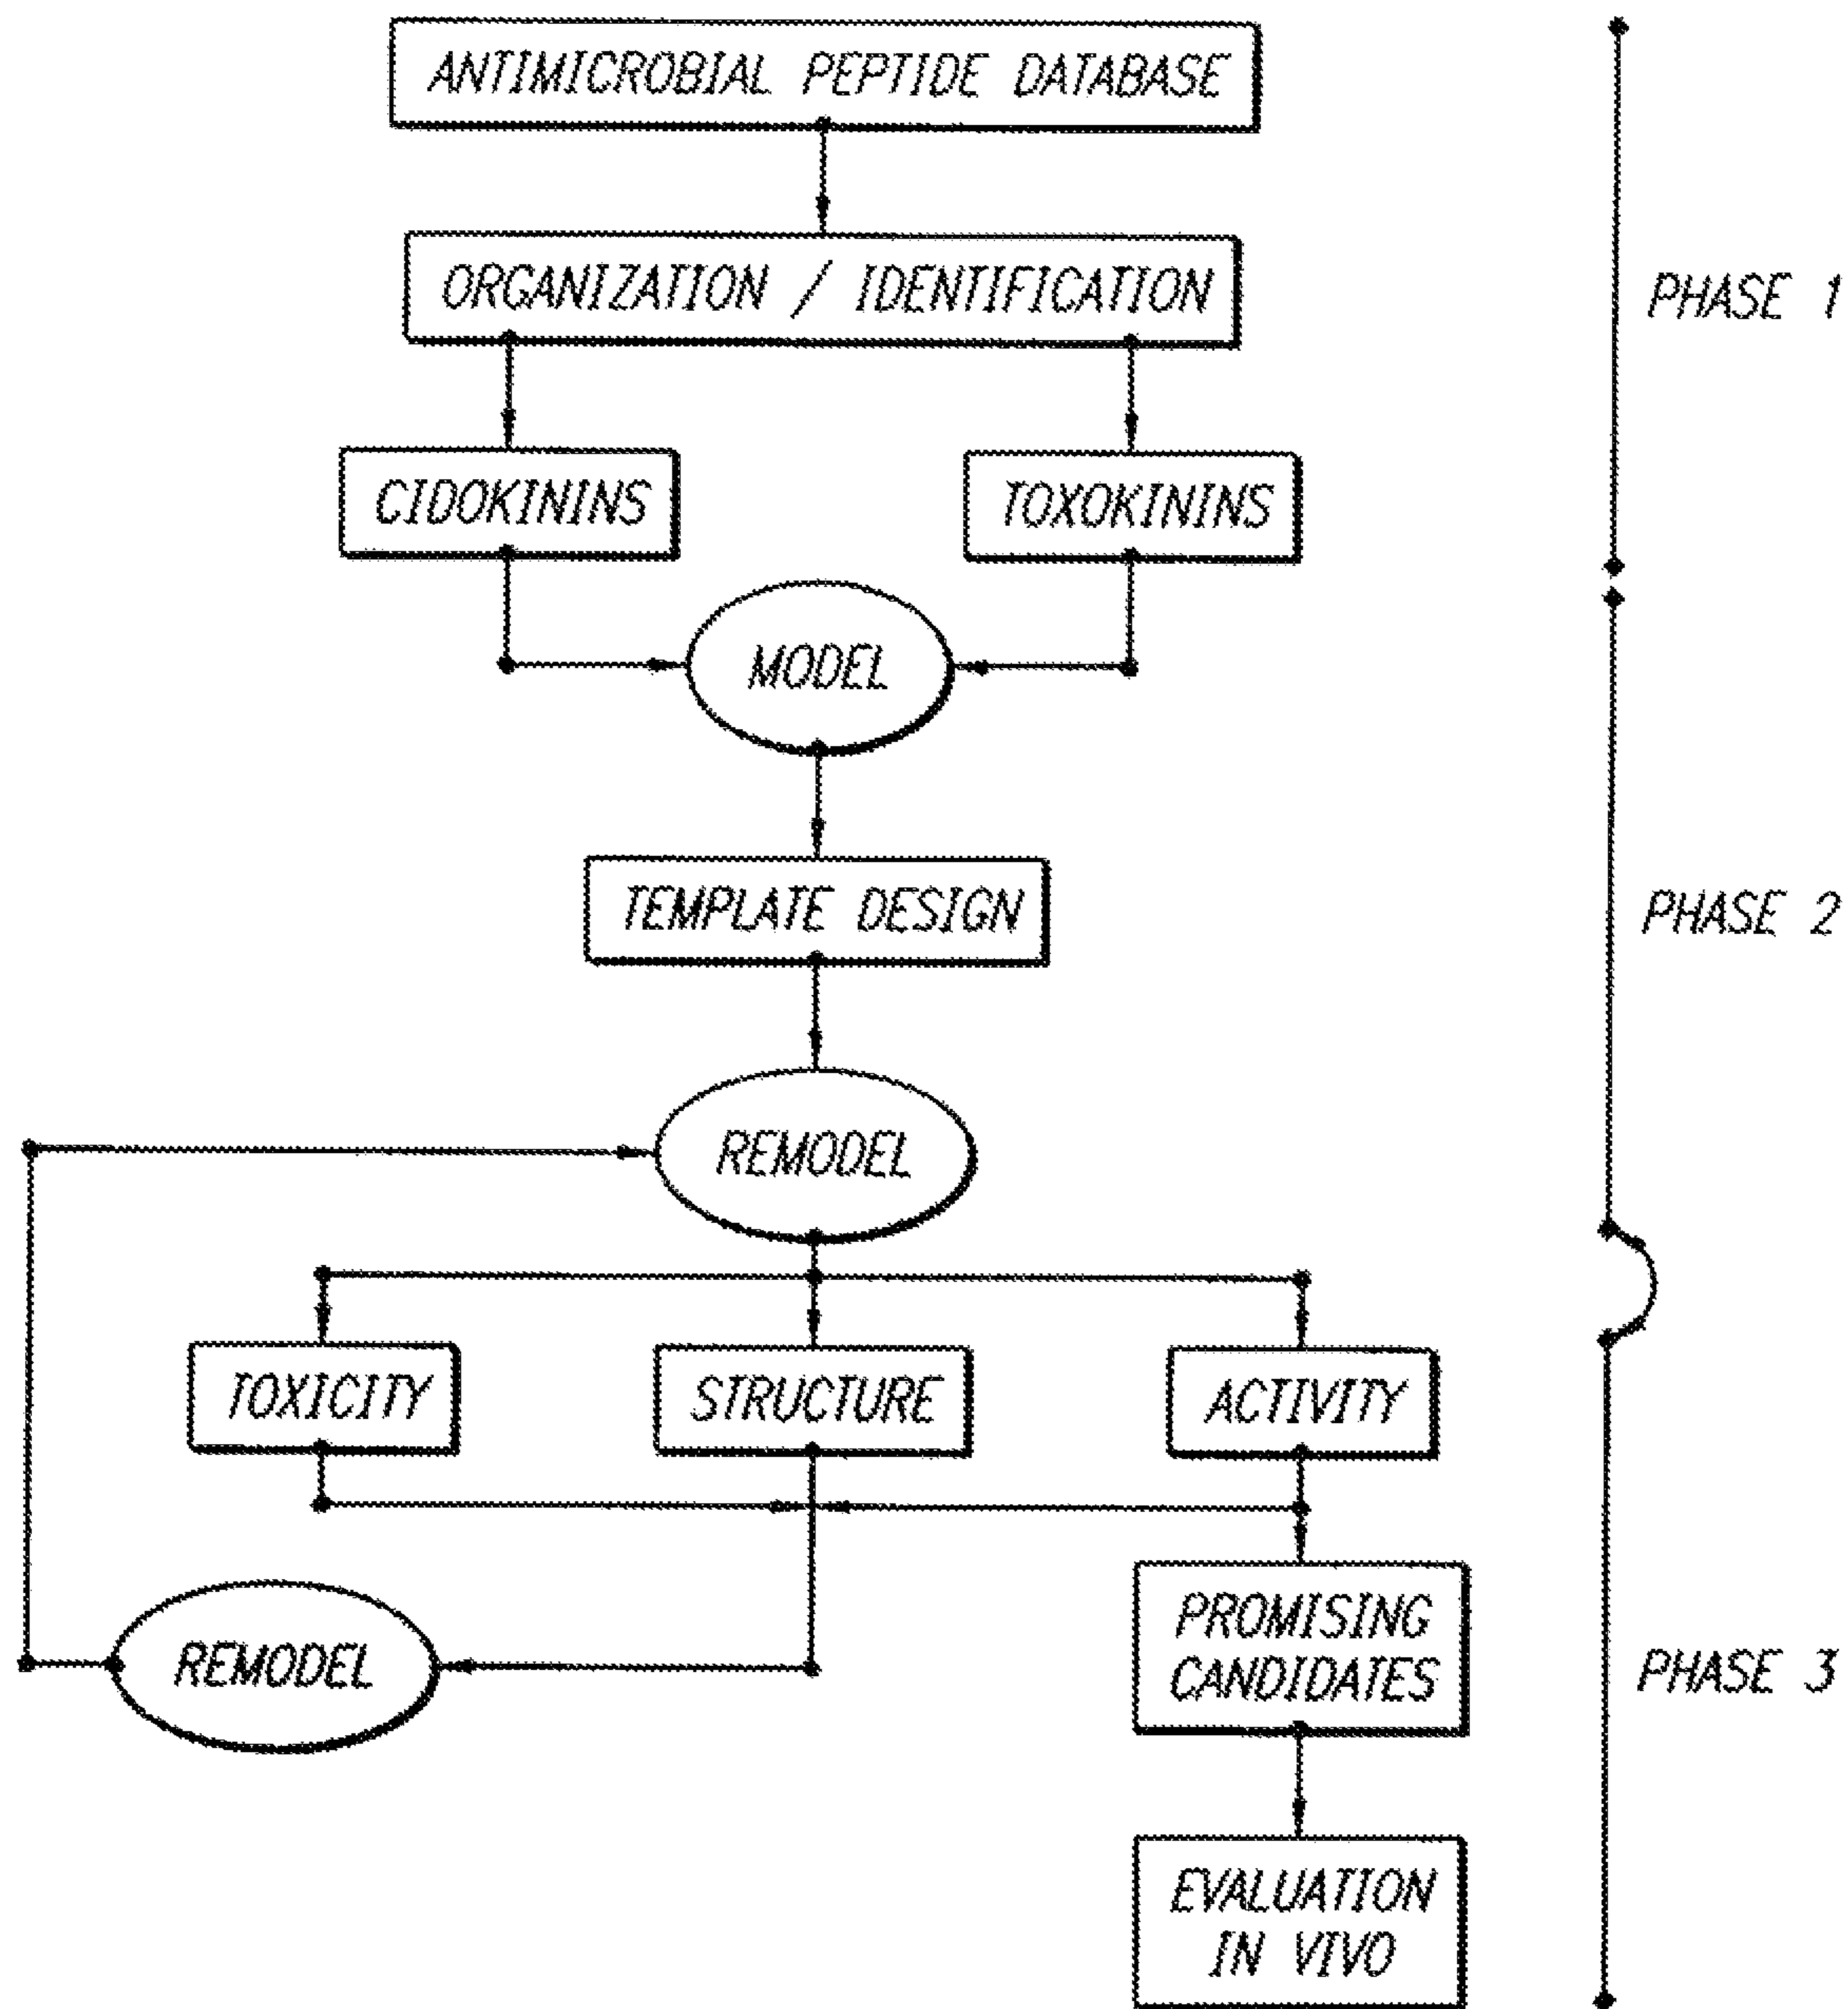 ANTIMICROBIAL PEPTIDE DATABASE
ORGANIZATION / IDENTIFICATION
PHASE 1
CIDOKININS
TOXOKININS
MODEL
TEMPLATE DESIGN
PHASE 2
REMODEL
TOXICITY
STRUCTURE
ACTIVITY
REMODEL
PROMISING
CANDIDATES
PHASE 3
EVALUATION
IN VIVO